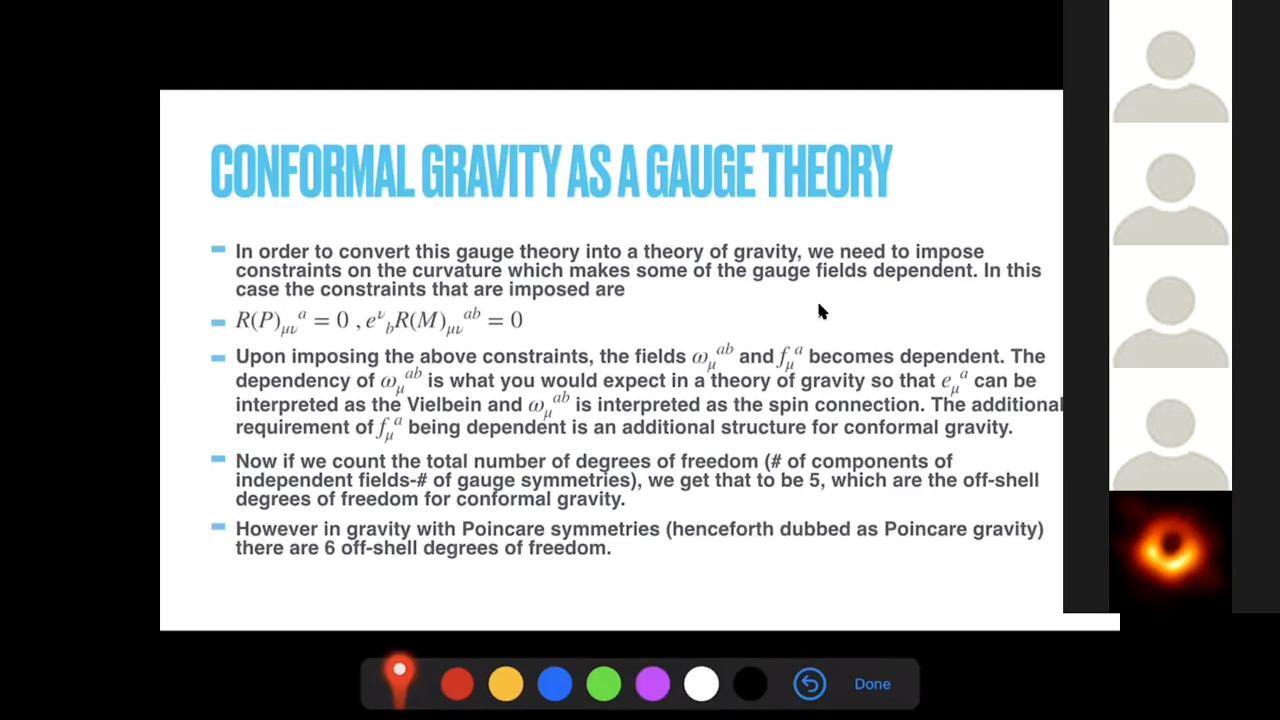 CONFORMAL GRAVITY AS A GAUGE THEORY
In order to convert this gauge theory into a theory of gravity, we need to impose
constraints on the curvature which makes some of the gauge fields dependent. In this
case the constraints that are imposed are
R(P)_{μν}^a = 0 , e^ν_b R(M)_{μν}^{ab} = 0
Upon imposing the above constraints, the fields ω_μ^{ab} and f_μ^a becomes dependent. The
dependency of ω_μ^{ab} is what you would expect in a theory of gravity so that e_μ^a can be
interpreted as the Vielbein and ω_μ^{ab} is interpreted as the spin connection. The additional
requirement of f_μ^a being dependent is an additional structure for conformal gravity.
Now if we count the total number of degrees of freedom (# of components of
independent fields-# of gauge symmetries), we get that to be 5, which are the off-shell
degrees of freedom for conformal gravity.
However in gravity with Poincare symmetries (henceforth dubbed as Poincare gravity)
there are 6 off-shell degrees of freedom.
Done